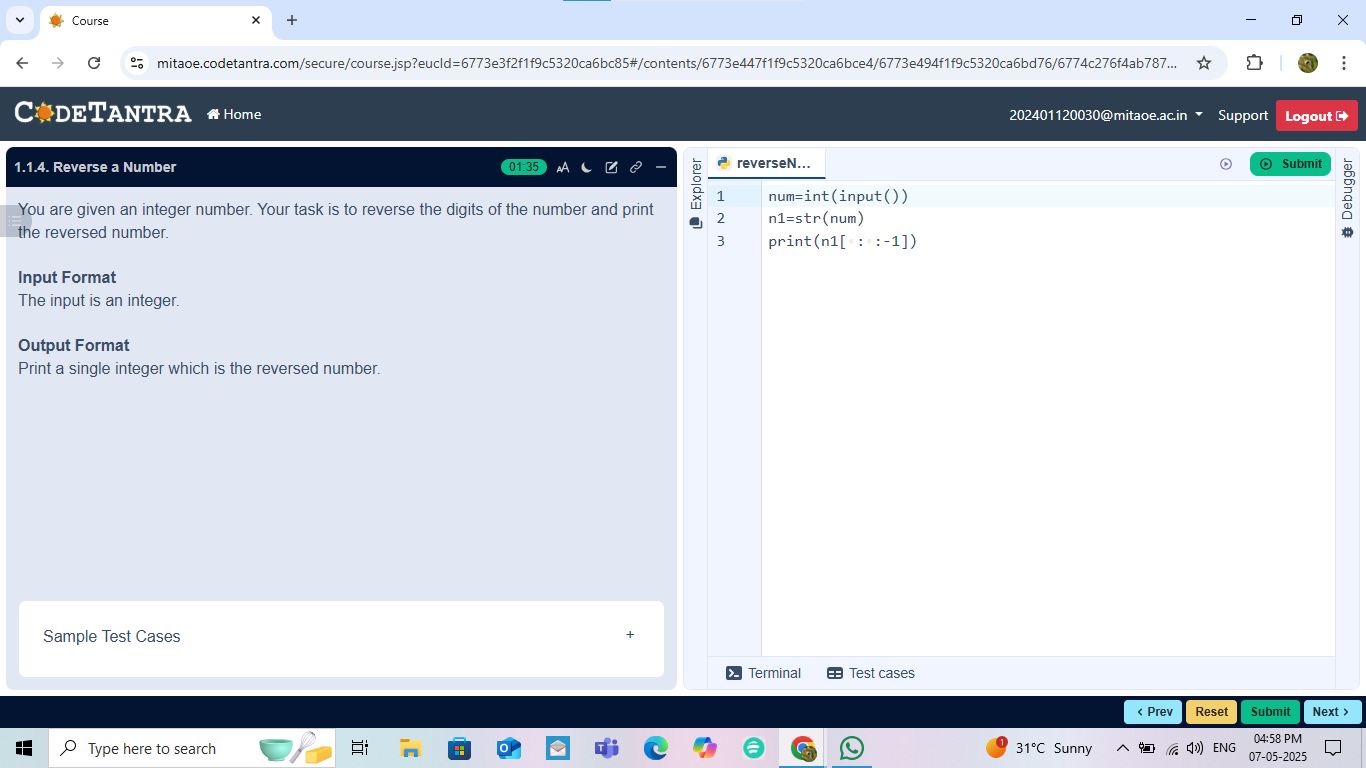 Course
mitaoe.codetantra.com/secure/course.jsp?eucId=6773e3f2f1f9c5320ca6bc85#/contents/6773e447f1f9c5320ca6bce4/6773e494f1f9c5320ca6bd76/6774c276f4ab787...
CODETANTRA Home 202401120030@mitaoe.ac.in Support Logout
1.1.4. Reverse a Number 01:35 AA
You are given an integer number. Your task is to reverse the digits of the number and print
the reversed number.
Input Format
The input is an integer.
Output Format
Print a single integer which is the reversed number.
Sample Test Cases +
Explorer
reverseN...
Submit
Debugger
1 num=int(input())
2 n1=str(num)
3 print(n1[ : :-1])
Terminal Test cases
< Prev Reset Submit Next >
Type here to search
1 31°C Sunny ENG 04:58 PM
07-05-2025